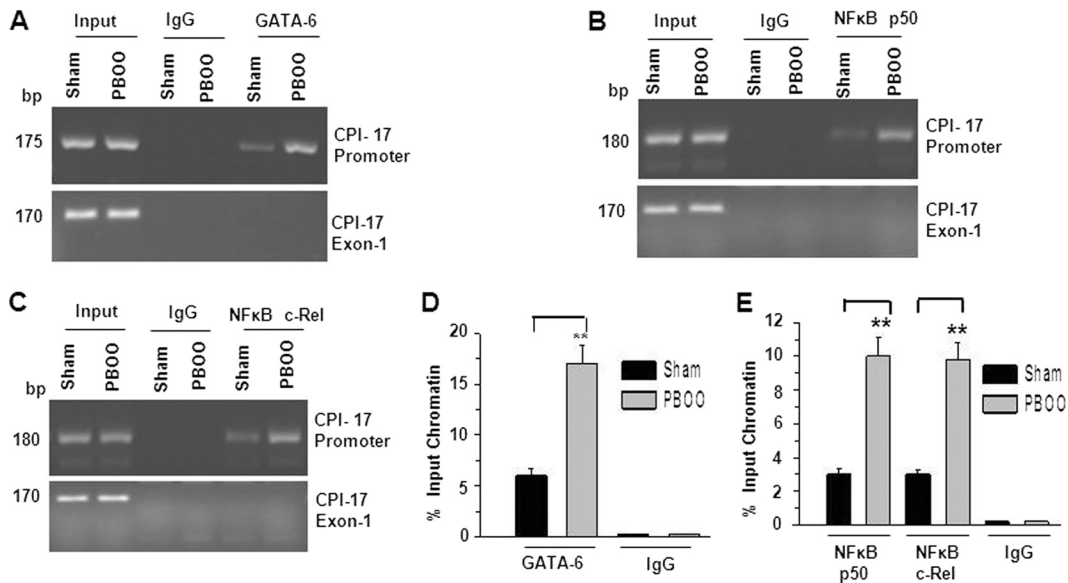 A
Input IgG GATA-6
Sham PBOO Sham PBOO Sham PBOO
bp
175
CPI- 17
Promoter
170
CPI-17
Exon-1
B
Input IgG NFκB p50
Sham PBOO Sham PBOO Sham PBOO
bp
180
CPI- 17
Promoter
170
CPI-17
Exon-1
C
Input IgG NFκB c-Rel
Sham PBOO Sham PBOO Sham PBOO
bp
180
CPI-17
Promoter
170
CPI-17
Exon-1
D
% Input Chromatin
20
15
10
5
0
**
Sham
PBOO
GATA-6 IgG
E
% Input Chromatin
12
10
8
6
4
2
0
** **
Sham
PBOO
NFκB NFκB IgG
p50 c-Rel